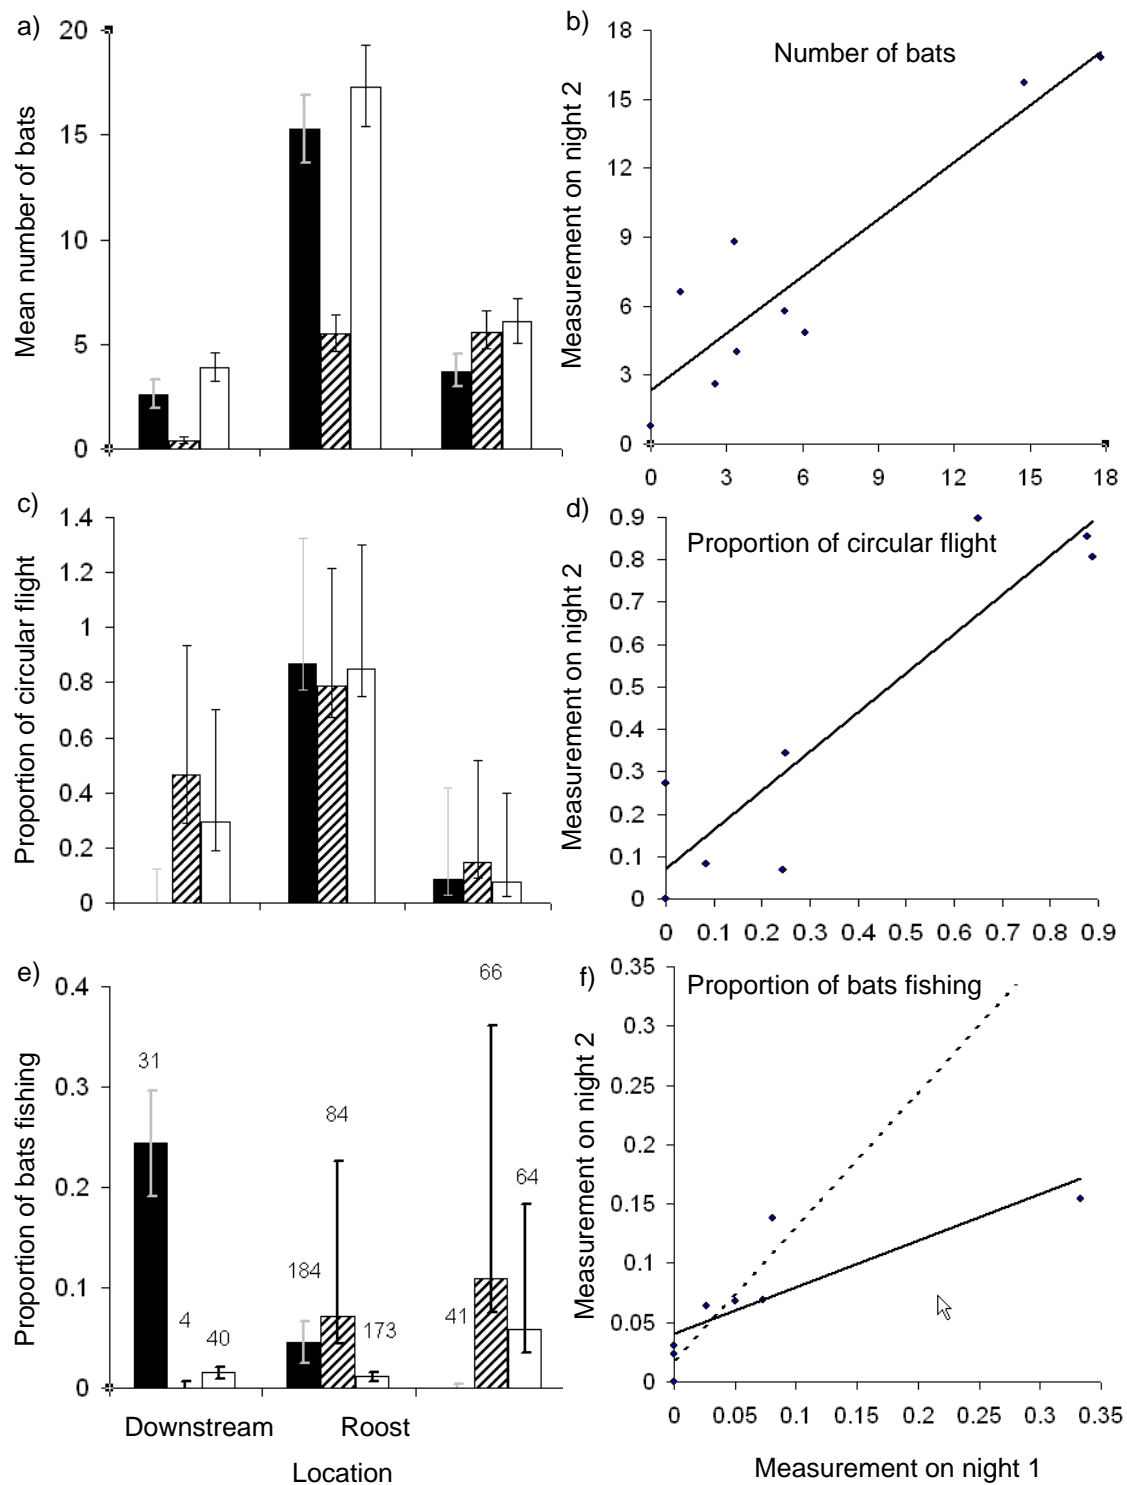 a)
Mean number of bats
20
15
10
5
0
b)
Number of bats
Measurement on night 2
18
15
12
9
6
3
0
0 3 6 9 12 15 18
c)
Proportion of circular flight
1.4
1.2
1
0.8
0.6
0.4
0.2
0
d)
Proportion of circular flight
Measurement on night 2
0.9
0.8
0.7
0.6
0.5
0.4
0.3
0.2
0.1
0
0 0.1 0.2 0.3 0.4 0.5 0.6 0.7 0.8 0.9
e)
Proportion of bats fishing
0.4
0.3
0.2
0.1
0
31
4
40
184
84
173
41
66
64
Downstream Roost
Location
f)
Proportion of bats fishing
Measurement on night 2
0.35
0.3
0.25
0.2
0.15
0.1
0.05
0
0 0.05 0.1 0.15 0.2 0.25 0.3 0.35
Measurement on night 1